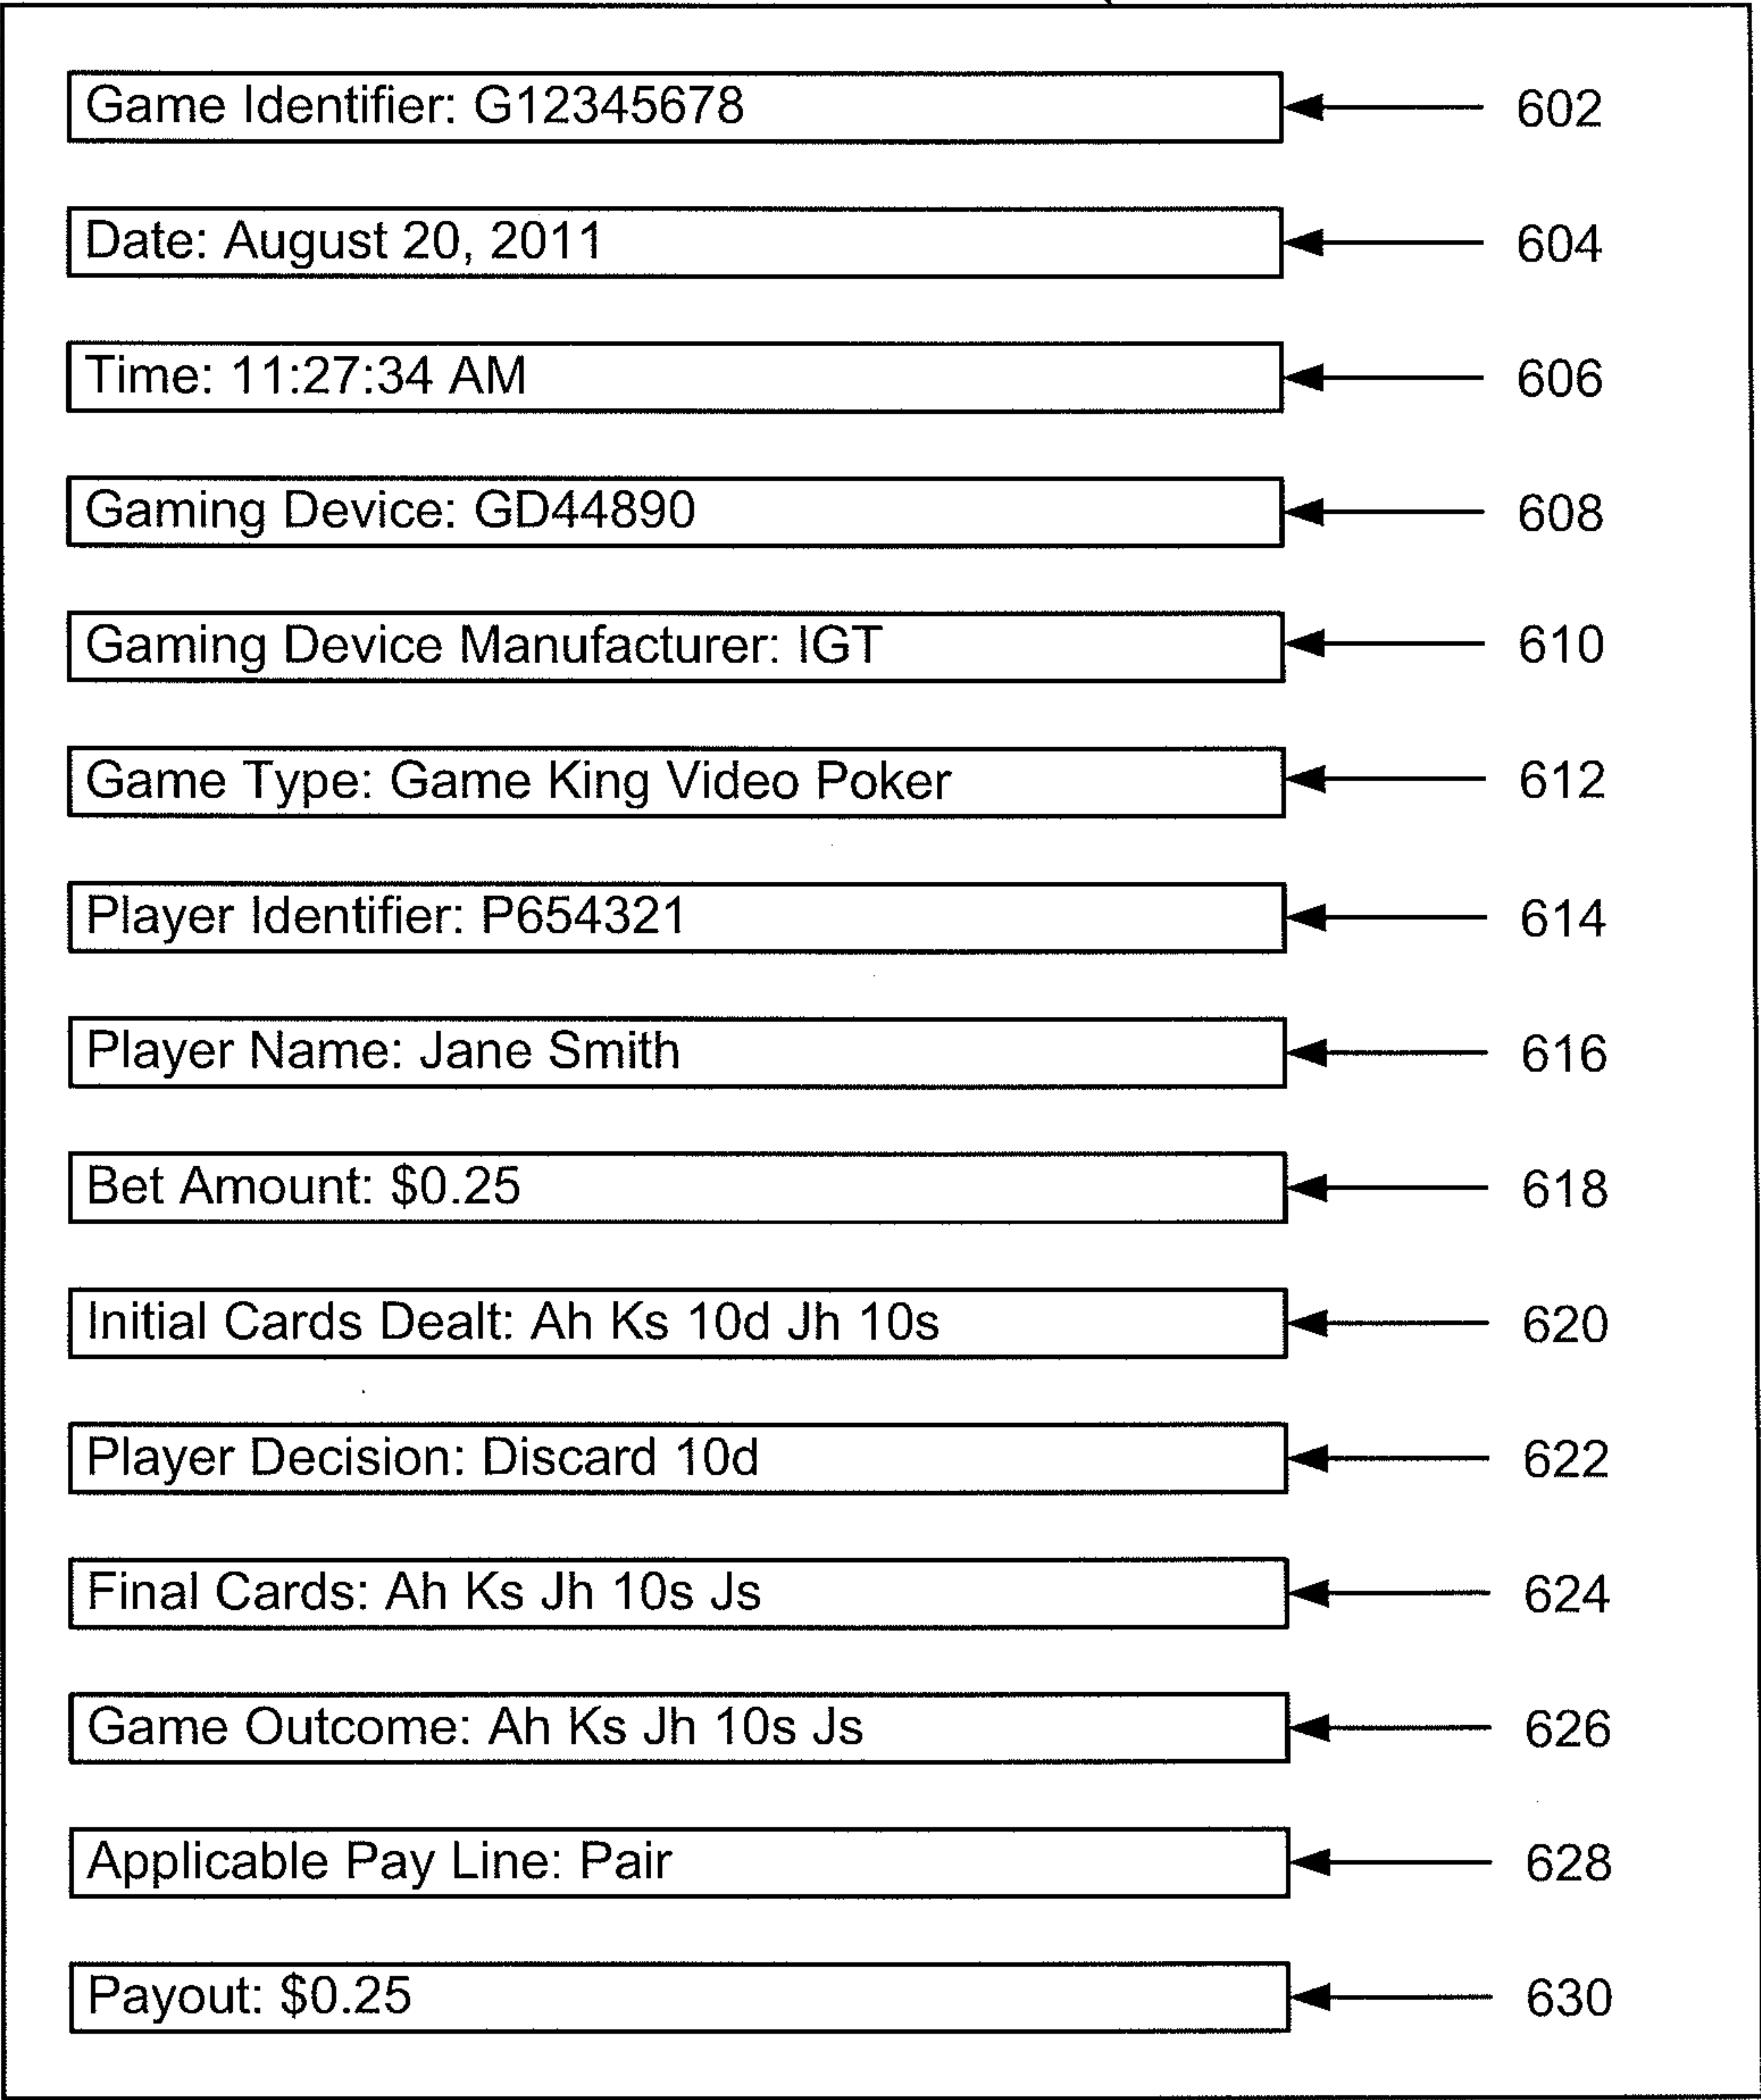 Game Identifier: G12345678 602
Date: August 20, 2011 604
Time: 11:27:34 AM 606
Gaming Device: GD44890 608
Gaming Device Manufacturer: IGT 610
Game Type: Game King Video Poker 612
Player Identifier: P654321 614
Player Name: Jane Smith 616
Bet Amount: $0.25 618
Initial Cards Dealt: Ah Ks 10d Jh 10s 620
Player Decision: Discard 10d 622
Final Cards: Ah Ks Jh 10s Js 624
Game Outcome: Ah Ks Jh 10s Js 626
Applicable Pay Line: Pair 628
Payout: $0.25 630